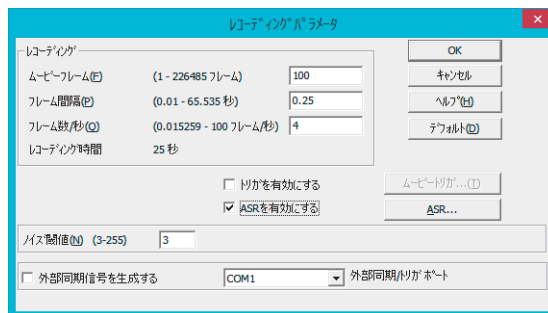 ﾚｺｰﾃﾞｨﾝｸﾞﾊﾟﾗﾒｰﾀ
ﾚｺｰﾃﾞｨﾝｸﾞ
ﾑｰﾋﾞｰﾌﾚｰﾑ(F) (1 - 226485 ﾌﾚｰﾑ) 100
ﾌﾚｰﾑ間隔(P) (0.01 - 65.535 秒) 0.25
ﾌﾚｰﾑ数/秒(O) (0.015259 - 100 ﾌﾚｰﾑ/秒) 4
ﾚｺｰﾃﾞｨﾝｸﾞ時間 25 秒
OK
ｷｬﾝｾﾙ
ﾍﾙﾌﾟ(H)
ﾃﾞﾌｫﾙﾄ(D)
ﾄﾘｶﾞを有効にする
ﾑｰﾋﾞｰﾄﾘｶﾞ...(T)
ASRを有効にする
ASR...
ﾉｲｽﾞ閾値(N) (3-255) 3
外部同期信号を生成する COM1 外部同期/ﾄﾘｶﾞ ﾎﾟｰﾄ